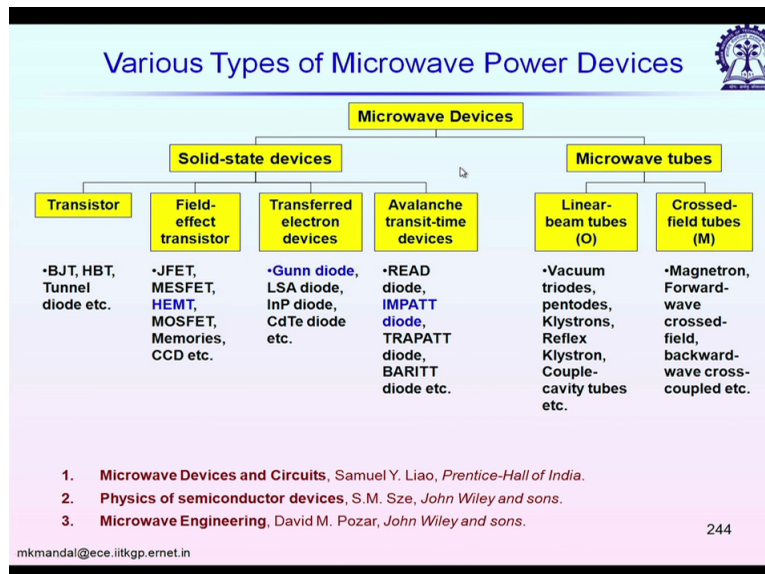 Various Types of Microwave Power Devices
Microwave Devices
Solid-state devices
Microwave tubes
Transistor
Field-
effect
transistor
Transferred
electron
devices
Avalanche
transit-time
devices
Linear-
beam tubes
(O)
Crossed-
field tubes
(M)
•BJT, HBT,
Tunnel
diode etc.
•JFET,
MESFET,
HEMT,
MOSFET,
Memories,
CCD etc.
•Gunn diode,
LSA diode,
InP diode,
CdTe diode
etc.
•READ
diode,
IMPATT
diode,
TRAPATT
diode,
BARITT
diode etc.
•Vacuum
triodes,
pentodes,
Klystrons,
Reflex
Klystron,
Couple-
cavity tubes
etc.
•Magnetron,
Forward-
wave
crossed-
field,
backward-
wave cross-
coupled etc.
1. Microwave Devices and Circuits, Samuel Y. Liao, Prentice-Hall of India.
2. Physics of semiconductor devices, S.M. Sze, John Wiley and sons.
3. Microwave Engineering, David M. Pozar, John Wiley and sons.
244
mkmandal@ece.iitkgp.ernet.in